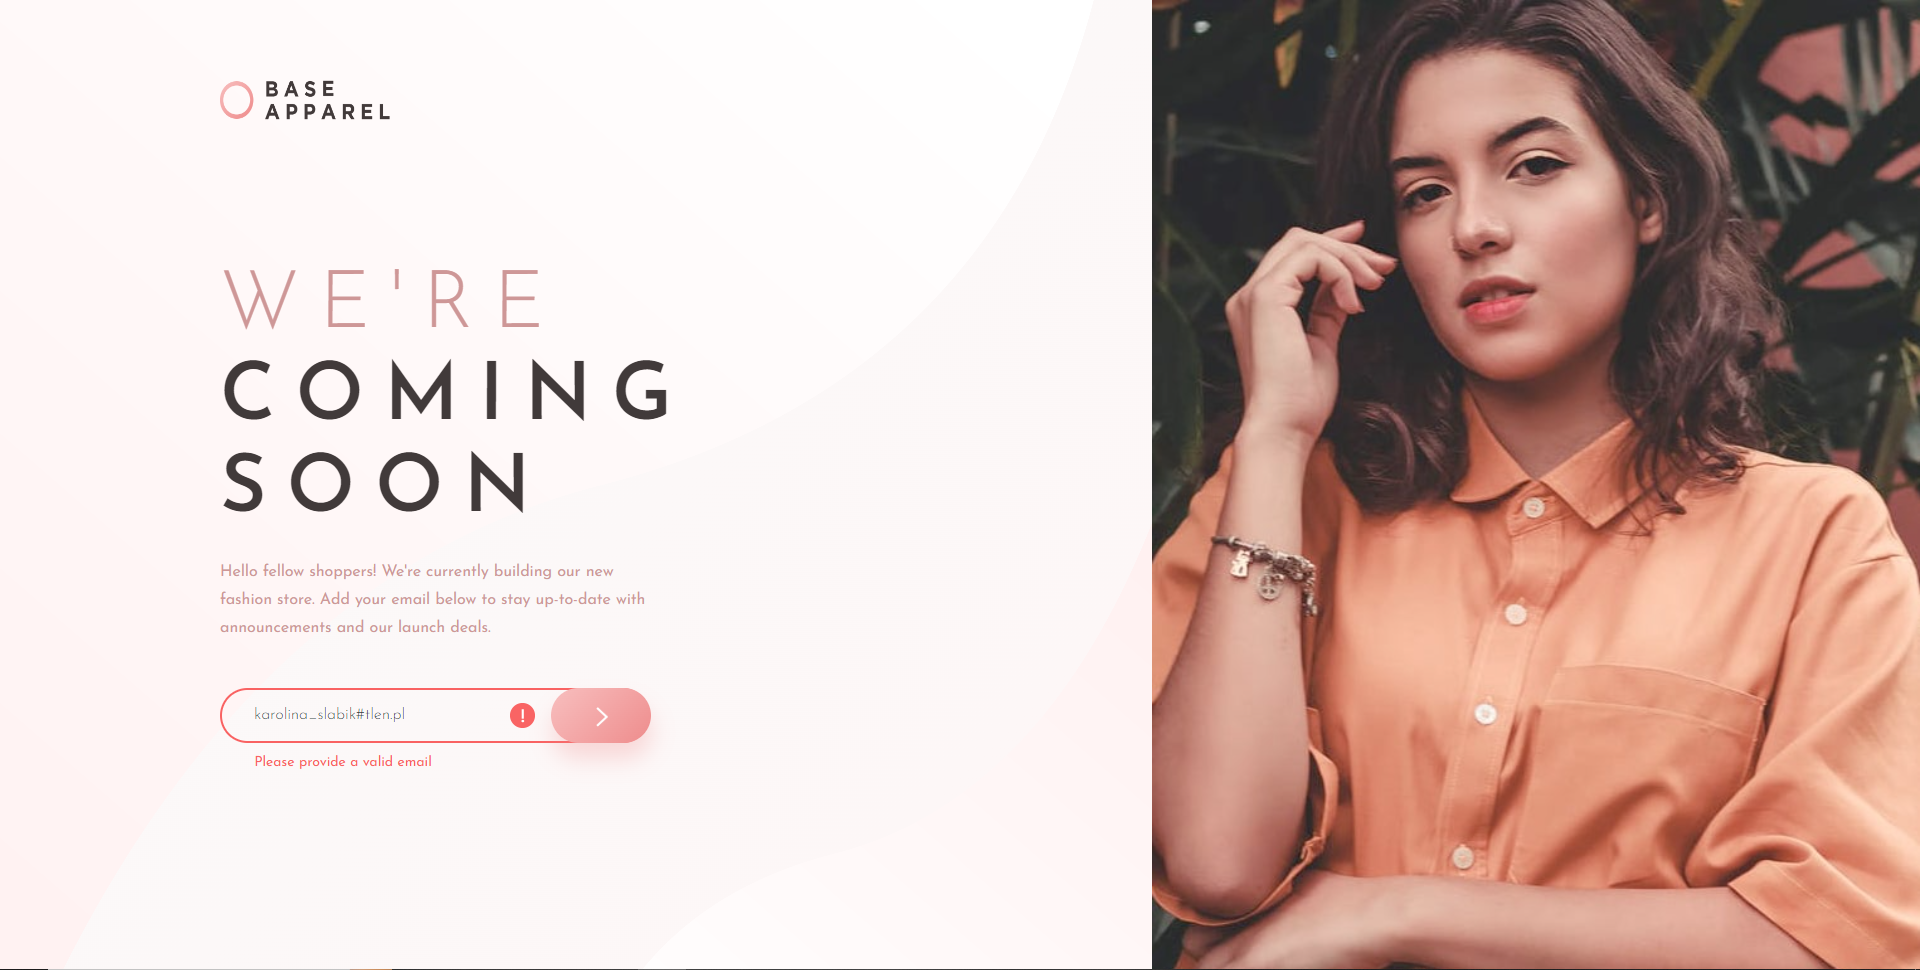 BASE
APPAREL
WE'RE
COMING
SOON
Hello fellow shoppers! We're currently building our new
fashion store. Add your email below to stay up-to-date with
announcements and our launch deals.
karolina_slabik#tlen.pl
!
Please provide a valid email